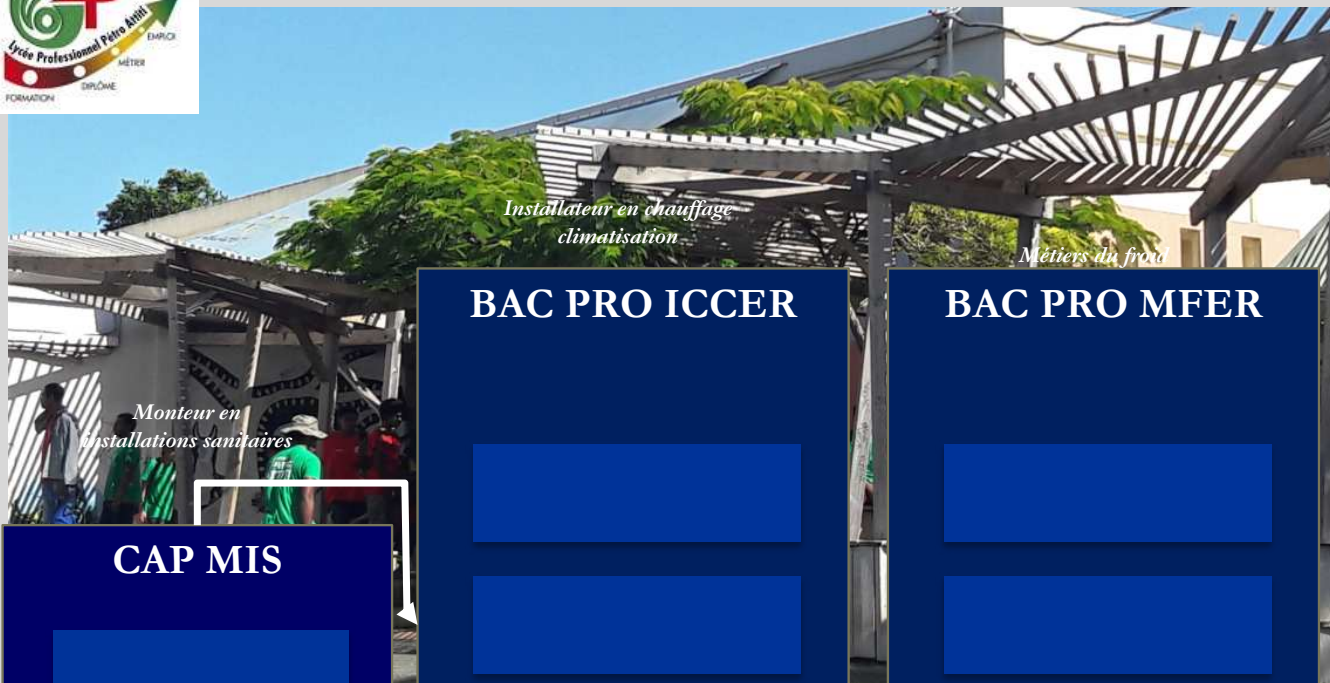 Lycée Professionnel Pétro Attiti
EMPLOI
MÉTIER
DIPLÔME
FORMATION
Installateur en chauffage
climatisation
Métiers du froid
BAC PRO ICCER
BAC PRO MFER
Monteur en
installations sanitaires
CAP MIS